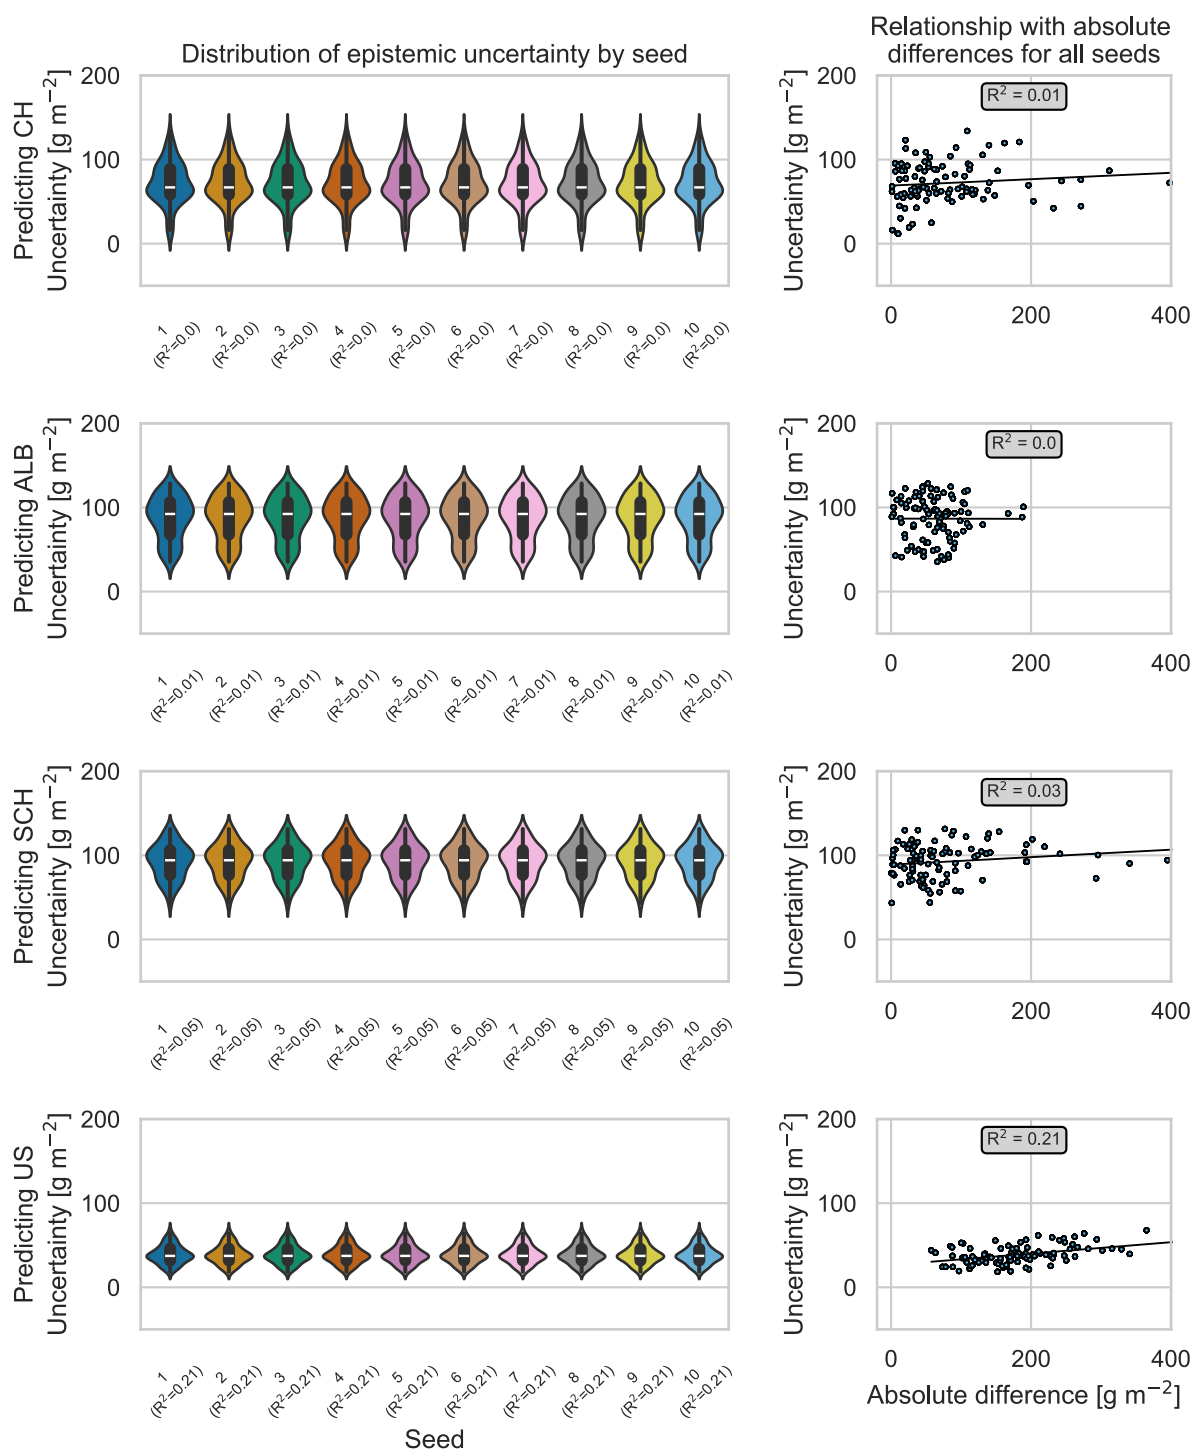 Distribution of epistemic uncertainty by seed
Relationship with absolute
differences for all seeds
Predicting CH
Uncertainty [g m−2]
200
100
0
1
(R2=0.0)
2
(R2=0.0)
3
(R2=0.0)
4
(R2=0.0)
5
(R2=0.0)
6
(R2=0.0)
7
(R2=0.0)
8
(R2=0.0)
9
(R2=0.0)
10
(R2=0.0)
Uncertainty [g m−2]
200
100
0
R2 = 0.01
0
200
400
Predicting ALB
Uncertainty [g m−2]
200
100
0
1
(R2=0.01)
2
(R2=0.01)
3
(R2=0.01)
4
(R2=0.01)
5
(R2=0.01)
6
(R2=0.01)
7
(R2=0.01)
8
(R2=0.01)
9
(R2=0.01)
10
(R2=0.01)
Uncertainty [g m−2]
200
100
0
R2 = 0.0
0
200
400
Predicting SCH
Uncertainty [g m−2]
200
100
0
1
(R2=0.05)
2
(R2=0.05)
3
(R2=0.05)
4
(R2=0.05)
5
(R2=0.05)
6
(R2=0.05)
7
(R2=0.05)
8
(R2=0.05)
9
(R2=0.05)
10
(R2=0.05)
Uncertainty [g m−2]
200
100
0
R2 = 0.03
0
200
400
Predicting US
Uncertainty [g m−2]
200
100
0
1
(R2=0.21)
2
(R2=0.21)
3
(R2=0.21)
4
(R2=0.21)
5
(R2=0.21)
6
(R2=0.21)
7
(R2=0.21)
8
(R2=0.21)
9
(R2=0.21)
10
(R2=0.21)
Seed
Uncertainty [g m−2]
200
100
0
R2 = 0.21
0
200
400
Absolute difference [g m−2]